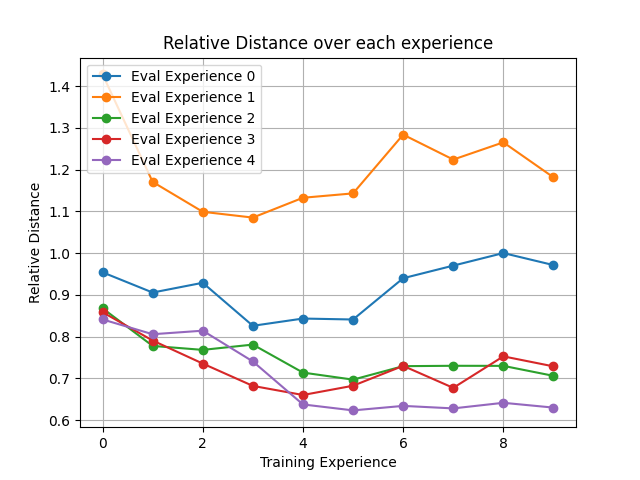 Relative Distance over each experience
Eval Experience 0
Eval Experience 1
Eval Experience 2
Eval Experience 3
Eval Experience 4
Relative Distance
1.4
1.3
1.2
1.1
1.0
0.9
0.8
0.7
0.6
0 2 4 6 8
Training Experience